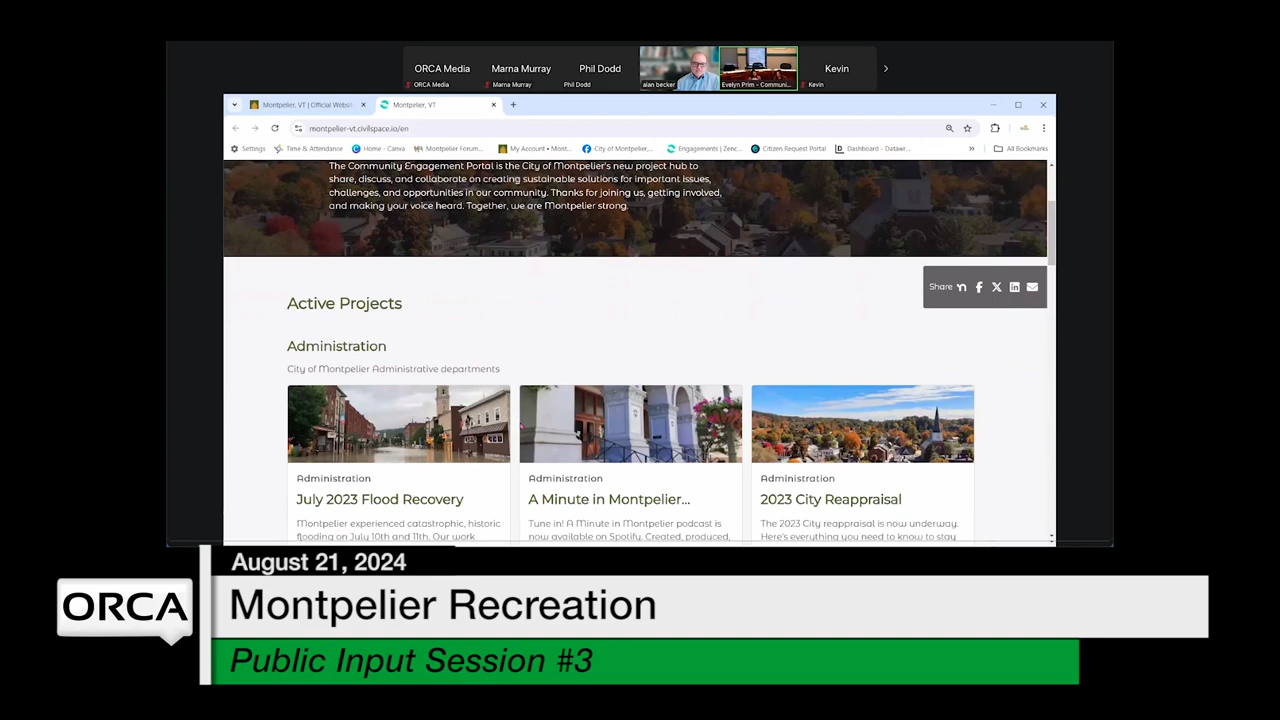 ORCA Media
Marna Murray
Phil Dodd
Kevin
ORCA Media
Marna Murray
Phil Dodd
alan becker
Evelyn Prim - Communi...
Kevin
Montpelier, VT | Official Websit
Montpelier, VT
montpelier-vt.civilspace.io/en
Settings
Time & Attendance
Home - Canva
Montpelier Forum...
My Account • Mont...
City of Montpelier,...
Engagements | Zenc...
Citizen Request Portal
Dashboard - Datawr...
All Bookmarks
The Community Engagement Portal is the City of Montpelier's new project hub to
share, discuss, and collaborate on creating sustainable solutions for important issues,
challenges, and opportunities in our community. Thanks for joining us, getting involved,
and making your voice heard. Together, we are Montpelier strong.
Share
Active Projects
Administration
City of Montpelier Administrative departments
Administration
July 2023 Flood Recovery
Montpelier experienced catastrophic, historic
flooding on July 10th and 11th. Our work
Administration
A Minute in Montpelier...
Tune in! A Minute in Montpelier podcast is
now available on Spotify. Created, produced,
Administration
2023 City Reappraisal
The 2023 City reappraisal is now underway.
Here's everything you need to know to stay
August 21, 2024
ORCA
Montpelier Recreation
Public Input Session #3